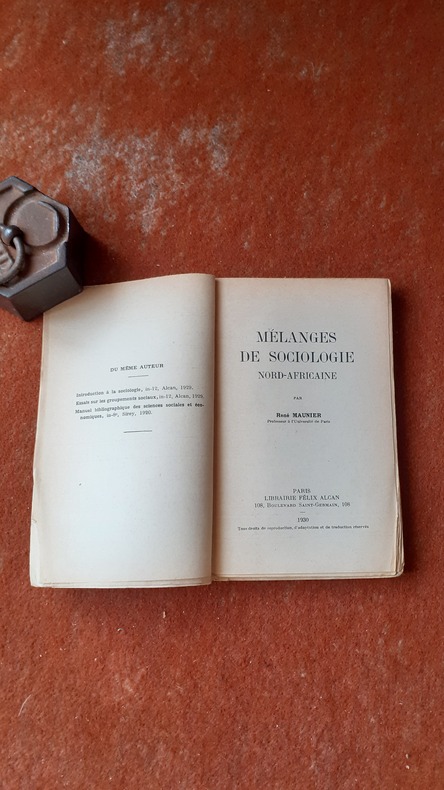 DU MÊME AUTEUR
Introduction à la sociologie, in-12, Alcan, 1929.
Essais sur les groupements sociaux, in-12, Alcan, 1929.
Manuel bibliographique des sciences sociales et éco-
nomiques, in-8°, Sirey, 1920.
MÉLANGES
DE SOCIOLOGIE
NORD-AFRICAINE
PAR
René MAUNIER
Professeur à l'Université de Paris
PARIS
LIBRAIRIE FÉLIX ALCAN
108, BOULEVARD SAINT-GERMAIN, 108
1930
Tous droits de reproduction, d'adaptation et de traduction réservés